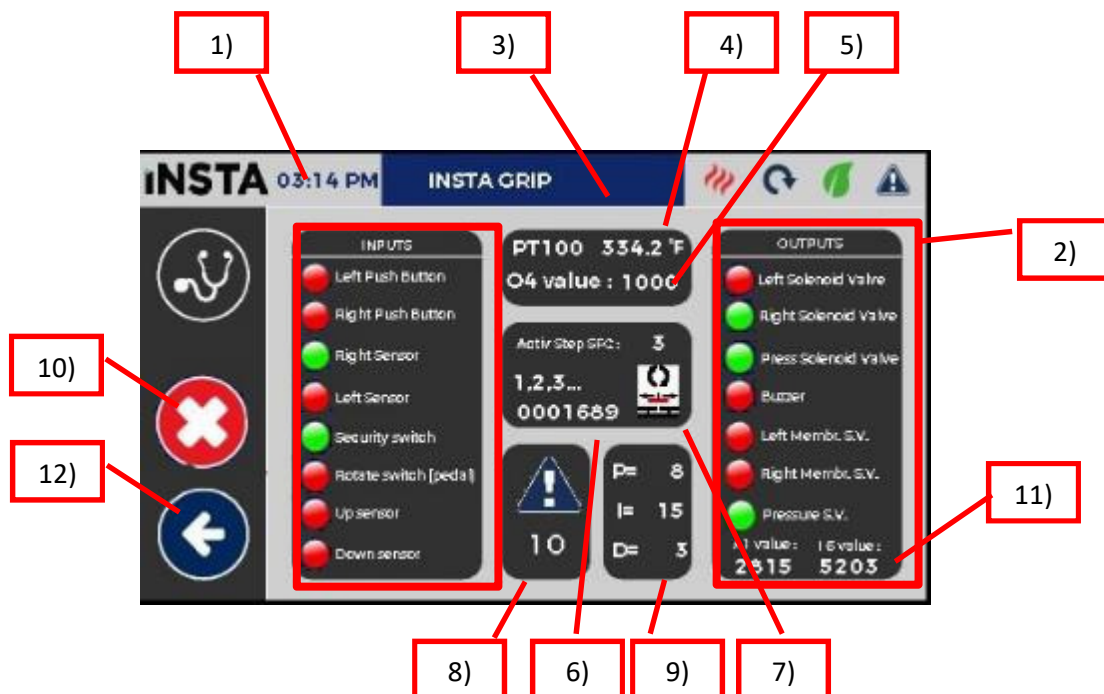 1)
3)
4)
5)
INSTA 03:14 PM INSTA GRIP
INPUTS
Left Push Button
Right Push Button
Right Sensor
Left Sensor
Security switch
Rotate switch [pedal]
Up sensor
Down sensor
PT100 334.2 °F
O4 value : 1000
Activ Step SFC : 3
1,2,3...
0001689
10
P= 8
I= 15
D= 3
OUTPUTS
Left Solenoid Valve
Right Solenoid Valve
Press Solenoid Valve
Buzzer
Left Membr. S.V.
Right Membr. S.V.
Pressure S.V.
value : I 6 value :
2815 5203
2)
10)
12)
11)
8)
6)
9)
7)